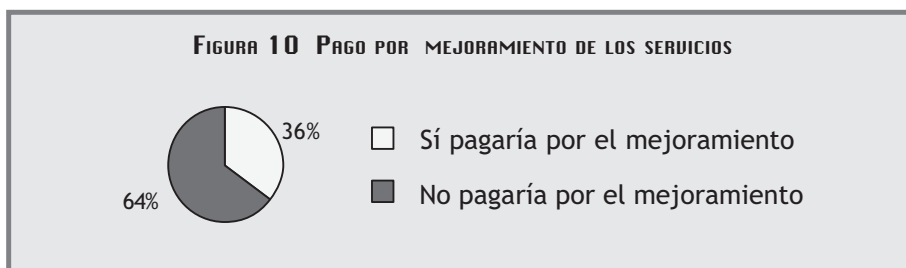 Figura 10 Pago por mejoramiento de los servicios
36%
Sí pagaría por el mejoramiento
64%
No pagaría por el mejoramiento